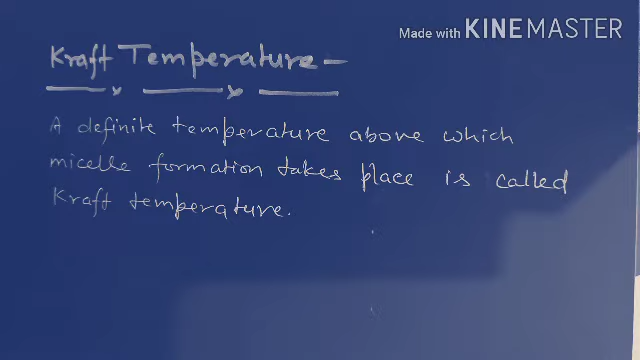 Made with KINEMASTER
Kraft Temperature -
A definite temperature above which
micelle formation takes place is called
Kraft temperature.